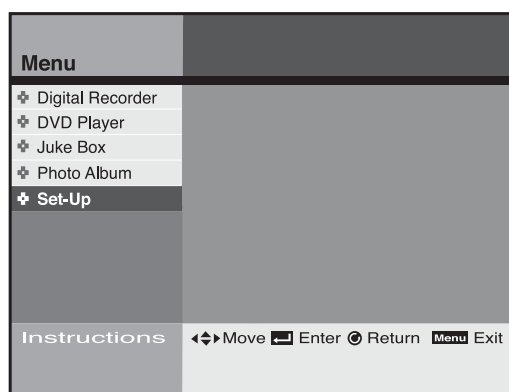 Menu
Digital Recorder
DVD Player
Juke Box
Photo Album
Set-Up
Instructions Move Enter Return Menu Exit